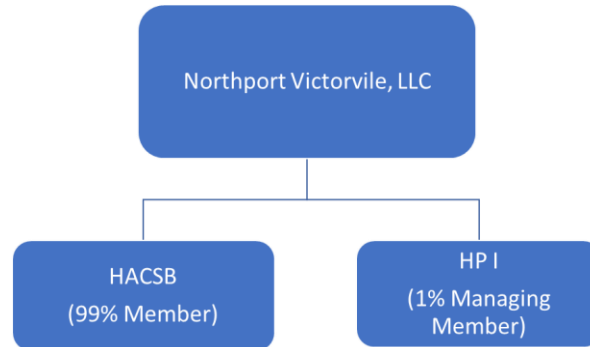 Northport Victorvile, LLC
HACSB
(99% Member)
HP I
(1% Managing
Member)